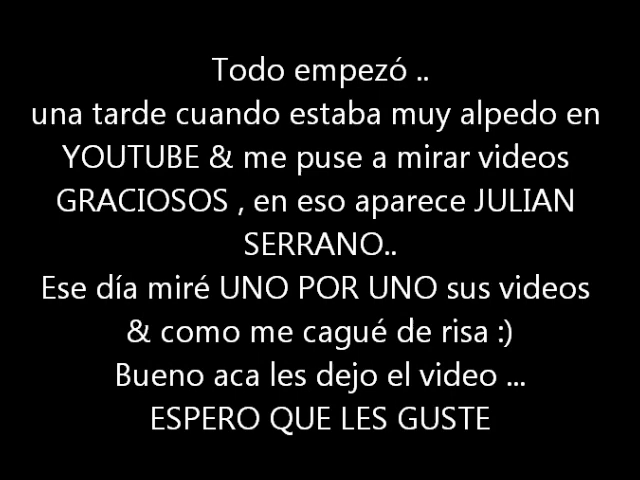 Todo empezó ..
una tarde cuando estaba muy alpedo en
YOUTUBE & me puse a mirar videos
GRACIOSOS , en eso aparece JULIAN
SERRANO..
Ese día miré UNO POR UNO sus videos
& como me cagué de risa :)
Bueno aca les dejo el video ...
ESPERO QUE LES GUSTE